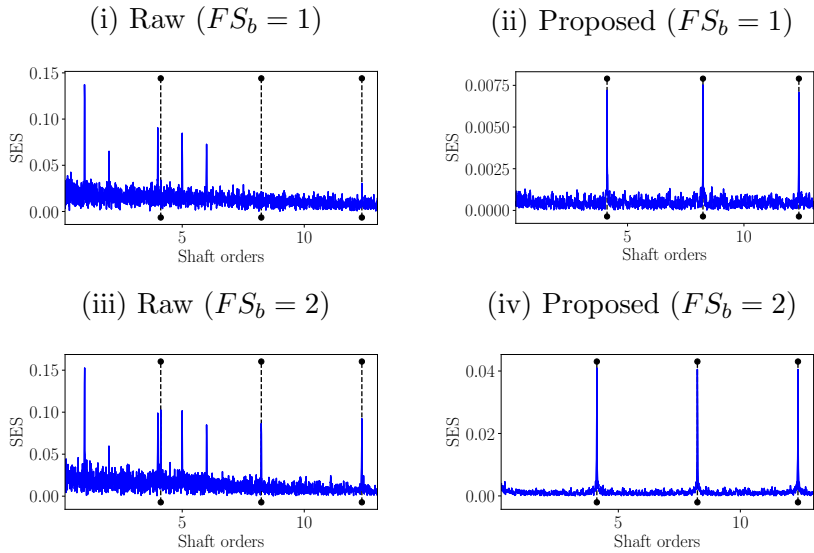 (i) Raw (FS_b = 1)
(ii) Proposed (FS_b = 1)
SES
0.15
0.10
0.05
0.00
5
10
Shaft orders
SES
0.0075
0.0050
0.0025
0.0000
5
10
Shaft orders
(iii) Raw (FS_b = 2)
(iv) Proposed (FS_b = 2)
SES
0.15
0.10
0.05
0.00
5
10
Shaft orders
SES
0.04
0.02
0.00
5
10
Shaft orders